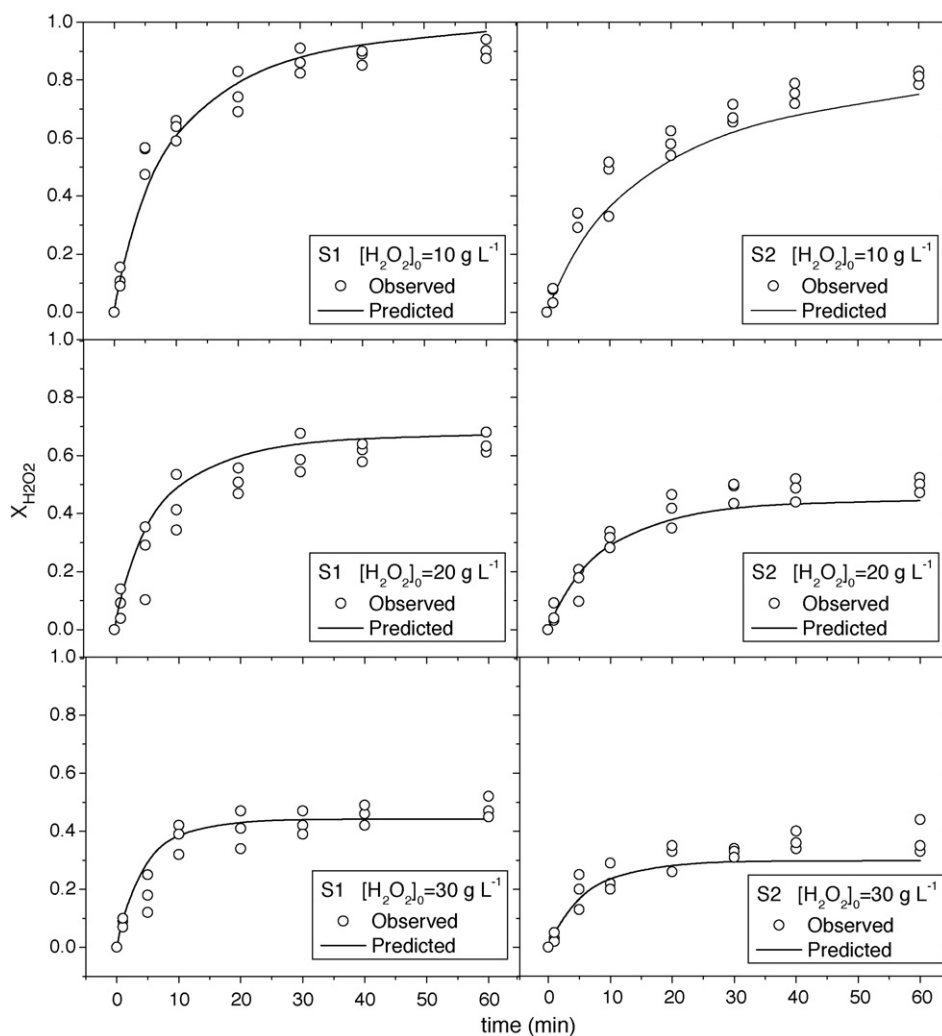 1.0
0.8
0.6
0.4
0.2
0.0
S1 [H₂O₂]₀=10 g L⁻¹
Observed
Predicted
S2 [H₂O₂]₀=10 g L⁻¹
Observed
Predicted
1.0
0.8
0.6
0.4
0.2
0.0
X_H2O2
S1 [H₂O₂]₀=20 g L⁻¹
Observed
Predicted
S2 [H₂O₂]₀=20 g L⁻¹
Observed
Predicted
1.0
0.8
0.6
0.4
0.2
0.0
S1 [H₂O₂]₀=30 g L⁻¹
Observed
Predicted
S2 [H₂O₂]₀=30 g L⁻¹
Observed
Predicted
0 10 20 30 40 50 60 0 10 20 30 40 50 60
time (min)